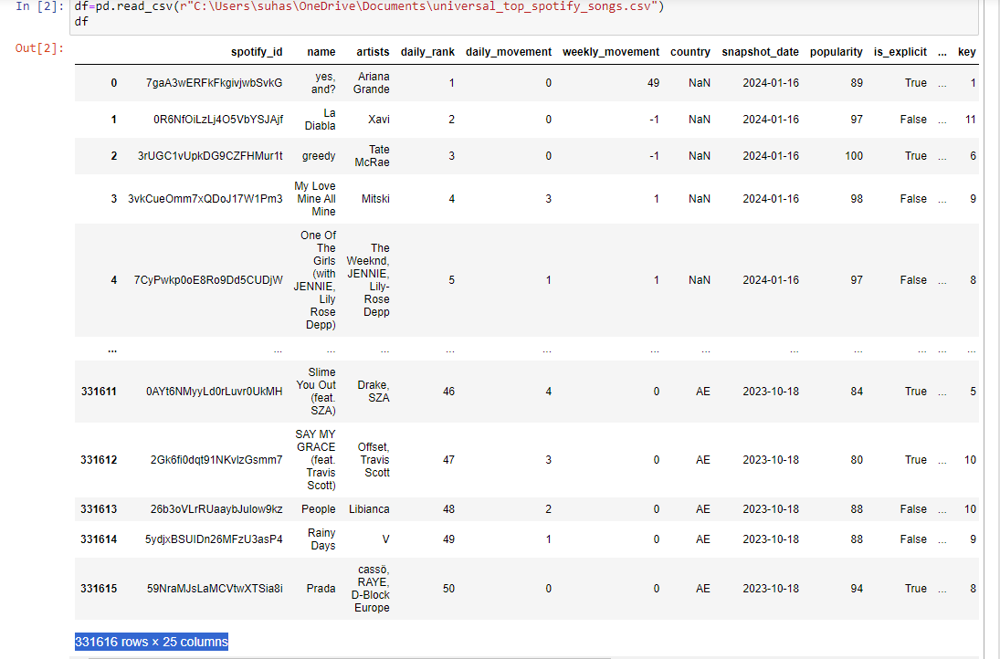 In [2]: df=pd.read_csv(r"C:\Users\suhas\OneDrive\Documents\universal_top_spotify_songs.csv")
df
Out[2]:
spotify_id name artists daily_rank daily_movement weekly_movement country snapshot_date popularity is_explicit ... key
0 7gaA3wERFkFkgivjwbSvkG yes, and? Ariana Grande 1 0 49 NaN 2024-01-16 89 True ... 1
1 0R6NfOiLzLj4O5VbYSJAjf La Diabla Xavi 2 0 -1 NaN 2024-01-16 97 False ... 11
2 3rUGC1vUpkDG9CZFHMur1t greedy Tate McRae 3 0 -1 NaN 2024-01-16 100 True ... 6
3 3vkCueOmm7xQDoJ17W1Pm3 My Love Mine All Mine Mitski 4 3 1 NaN 2024-01-16 98 False ... 9
4 7CyPwkp0oE8Ro9Dd5CUDjW One Of The Girls (with JENNIE, Lily Rose Depp) The Weeknd, JENNIE, Lily-Rose Depp 5 1 1 NaN 2024-01-16 97 False ... 8
... ... ... ... ... ... ... ... ... ... ... ... ...
331611 0AYt6NMyyLd0rLuvr0UkMH Slime You Out (feat. SZA) Drake, SZA 46 4 0 AE 2023-10-18 84 True ... 5
331612 2Gk6fi0dqt91NKvlzGsmm7 SAY MY GRACE (feat. Travis Scott) Offset, Travis Scott 47 3 0 AE 2023-10-18 80 True ... 10
331613 26b3oVLrRUaaybJulow9kz People Libianca 48 2 0 AE 2023-10-18 88 False ... 10
331614 5ydjxBSUIDn26MFzU3asP4 Rainy Days V 49 1 0 AE 2023-10-18 88 False ... 9
331615 59NraMJsLaMCVtwXTSia8i Prada cassö, RAYE, D-Block Europe 50 0 0 AE 2023-10-18 94 True ... 8
331616 rows × 25 columns